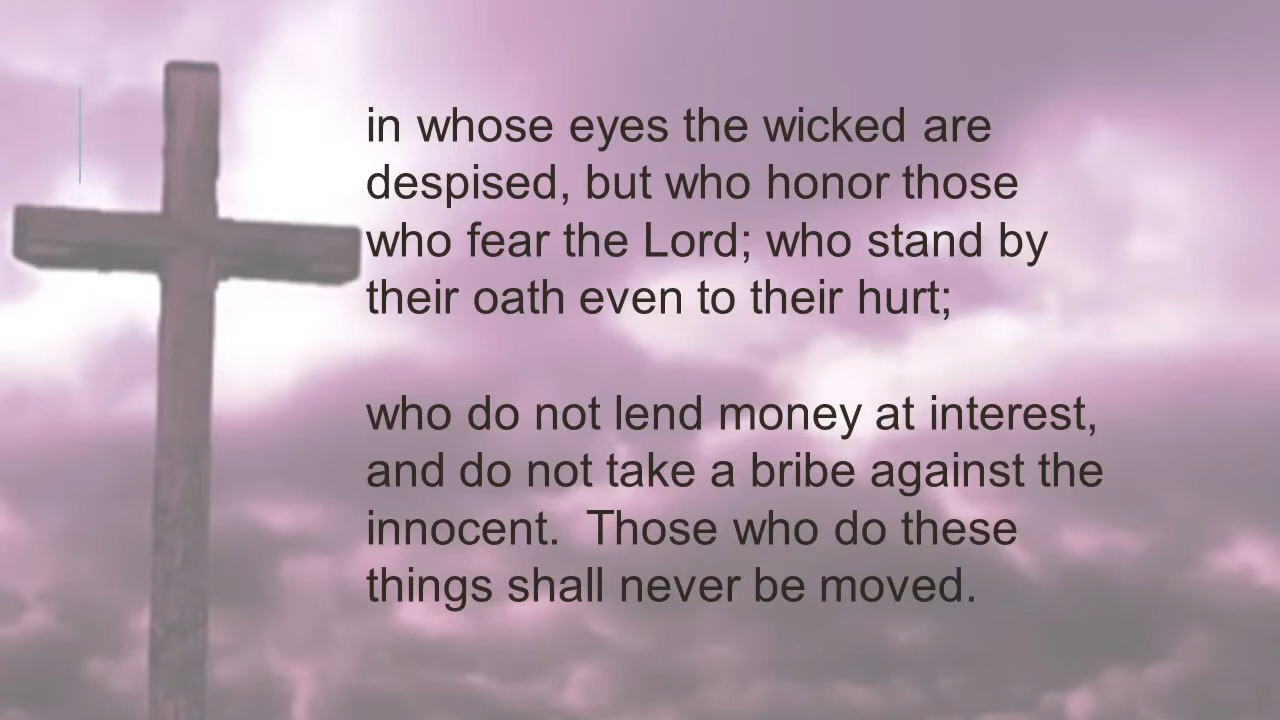 in whose eyes the wicked are
despised, but who honor those
who fear the Lord; who stand by
their oath even to their hurt;
who do not lend money at interest,
and do not take a bribe against the
innocent.  Those who do these
things shall never be moved.